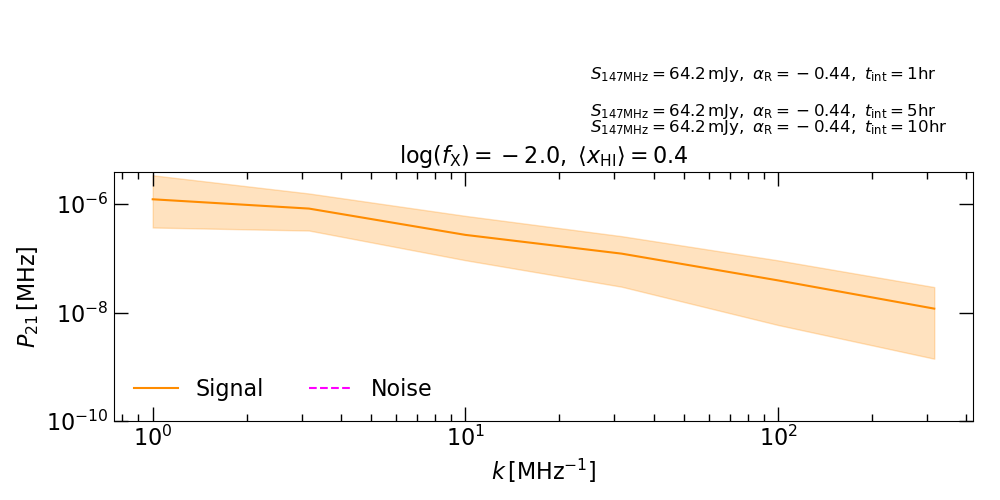 S_147MHz = 64.2 mJy, α_R = −0.44, t_int = 1hr
S_147MHz = 64.2 mJy, α_R = −0.44, t_int = 5hr
S_147MHz = 64.2 mJy, α_R = −0.44, t_int = 10hr
log(f_X) = −2.0, ⟨x_HI⟩ = 0.4
P_21 [MHz]
10^−6
10^−8
10^−10
Signal
Noise
10^0 10^1 10^2
k [MHz^−1]